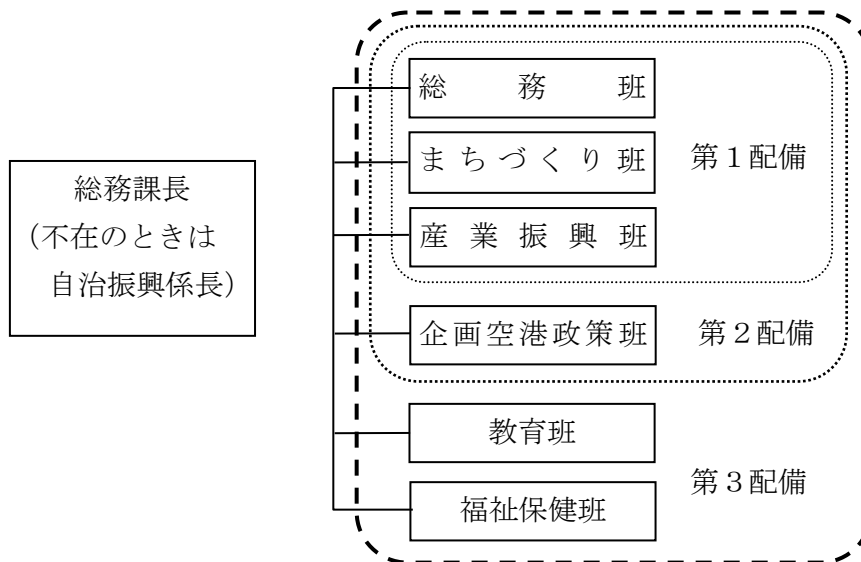 総務班
まちづくり班
第１配備
総務課長
(不在のときは
自治振興係長)
産業振興班
企画空港政策班
第２配備
教育班
第３配備
福祉保健班